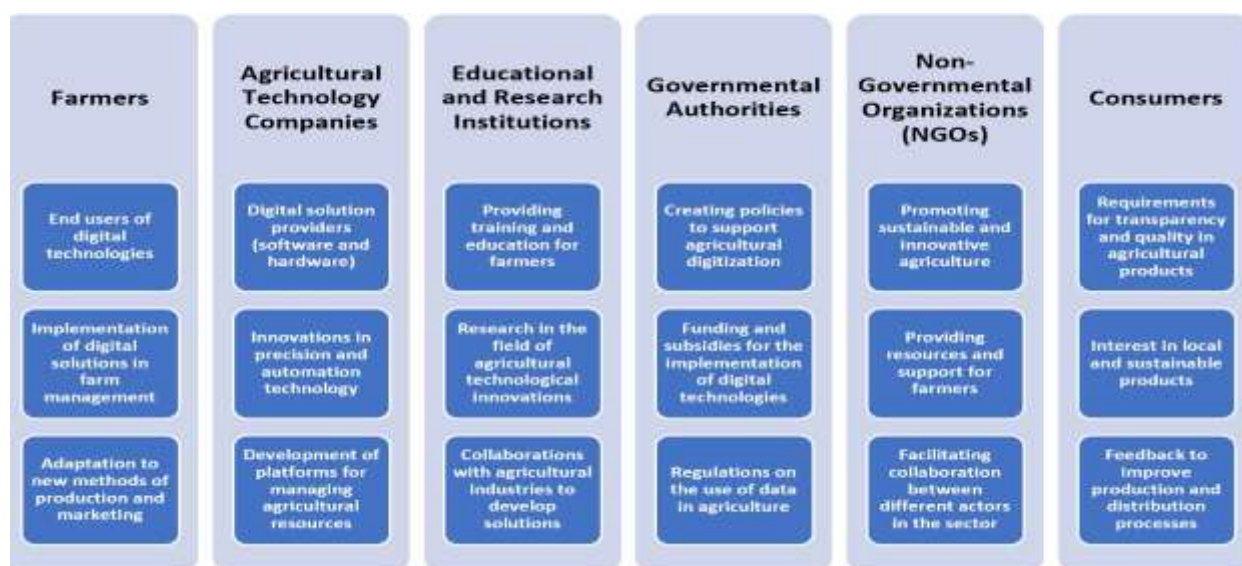 Farmers
End users of
digital
technologies
Implementation
of digital
solutions in
farm
management
Adaptation to
new methods of
production and
marketing
Agricultural
Technology
Companies
Digital solution
providers
(software and
hardware)
Innovations in
precision and
automation
technology
Development of
platforms for
managing
agricultural
resources
Educational
and Research
Institutions
Providing
training and
education for
farmers
Research in the
field of
agricultural
technological
innovations
Collaborations
with agricultural
industries to
develop
solutions
Governmental
Authorities
Creating policies
to support
agricultural
digitization
Funding and
subsidies for the
implementation
of digital
technologies
Regulations on
the use of data
in agriculture
Non-
Governmental
Organizations
(NGOs)
Promoting
sustainable and
innovative
agriculture
Providing
resources and
support for
farmers
Facilitating
collaboration
between
different actors
in the sector
Consumers
Requirements
for transparency
and quality in
agricultural
products
Interest in local
and sustainable
products
Feedback to
improve
production and
distribution
processes